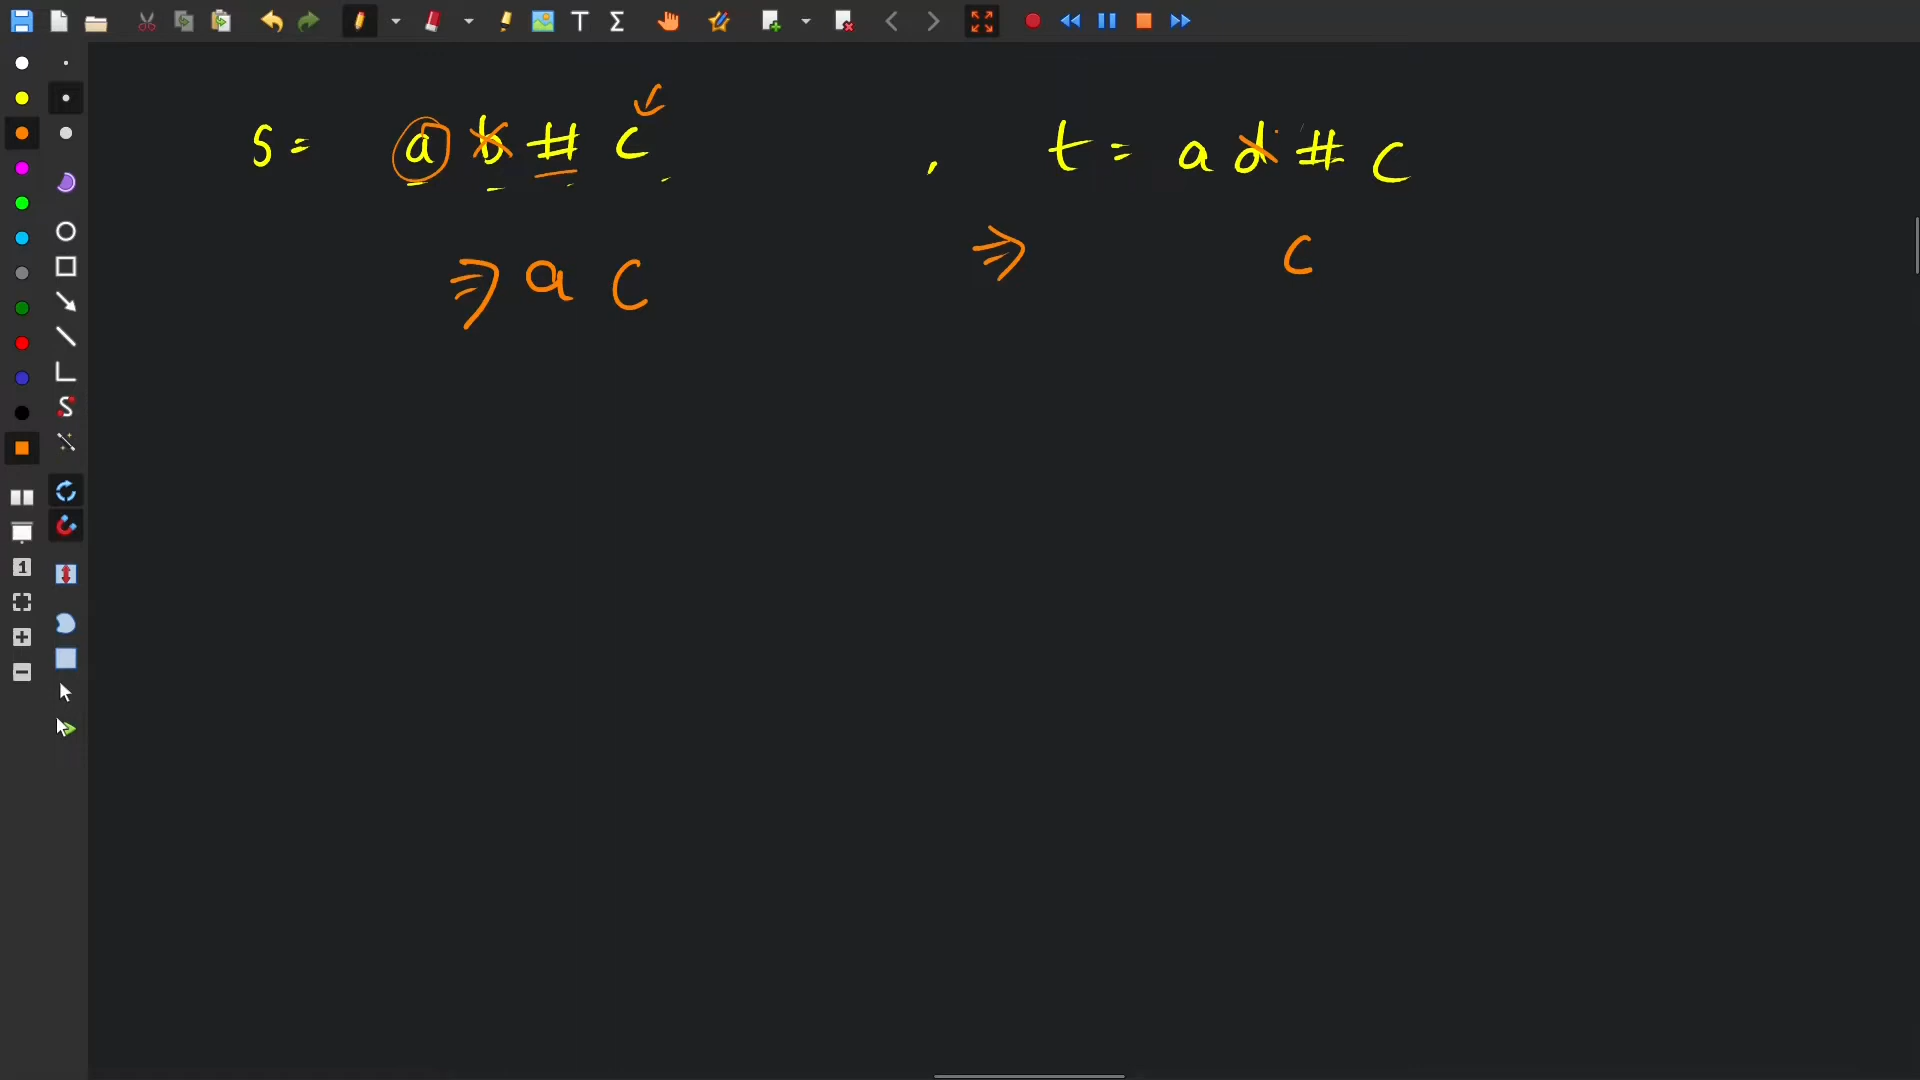 s = a b # c , t = a d # c
⇒ a c ⇒ c